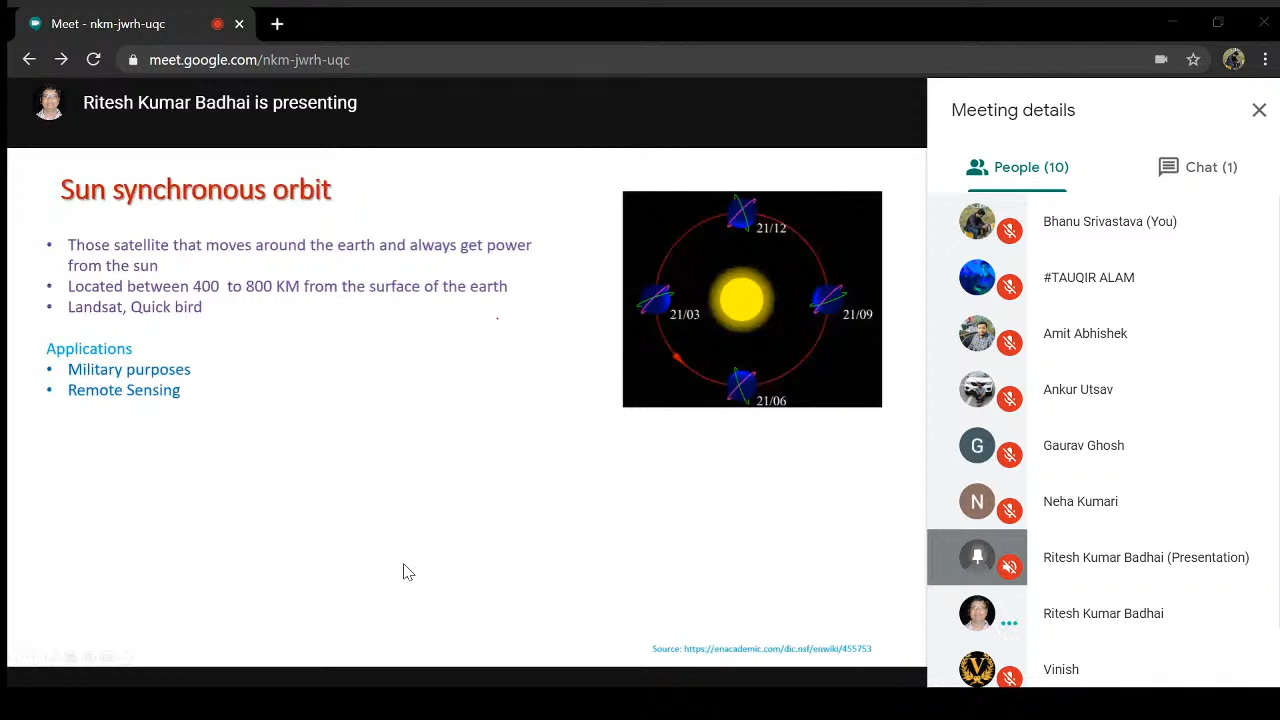 Meet - nkm-jwrh-uqc
meet.google.com/nkm-jwrh-uqc
Ritesh Kumar Badhai is presenting
Sun synchronous orbit
• Those satellite that moves around the earth and always get power
from the sun
• Located between 400 to 800 KM from the surface of the earth
• Landsat, Quick bird
Applications
• Military purposes
• Remote Sensing
21/12
21/03
21/09
21/06
Source: https://enacademic.com/dic.nsf/enwiki/455753
Meeting details
People (10)
Chat (1)
Bhanu Srivastava (You)
#TAUQIR ALAM
Amit Abhishek
Ankur Utsav
G
Gaurav Ghosh
N
Neha Kumari
Ritesh Kumar Badhai (Presentation)
Ritesh Kumar Badhai
V
Vinish